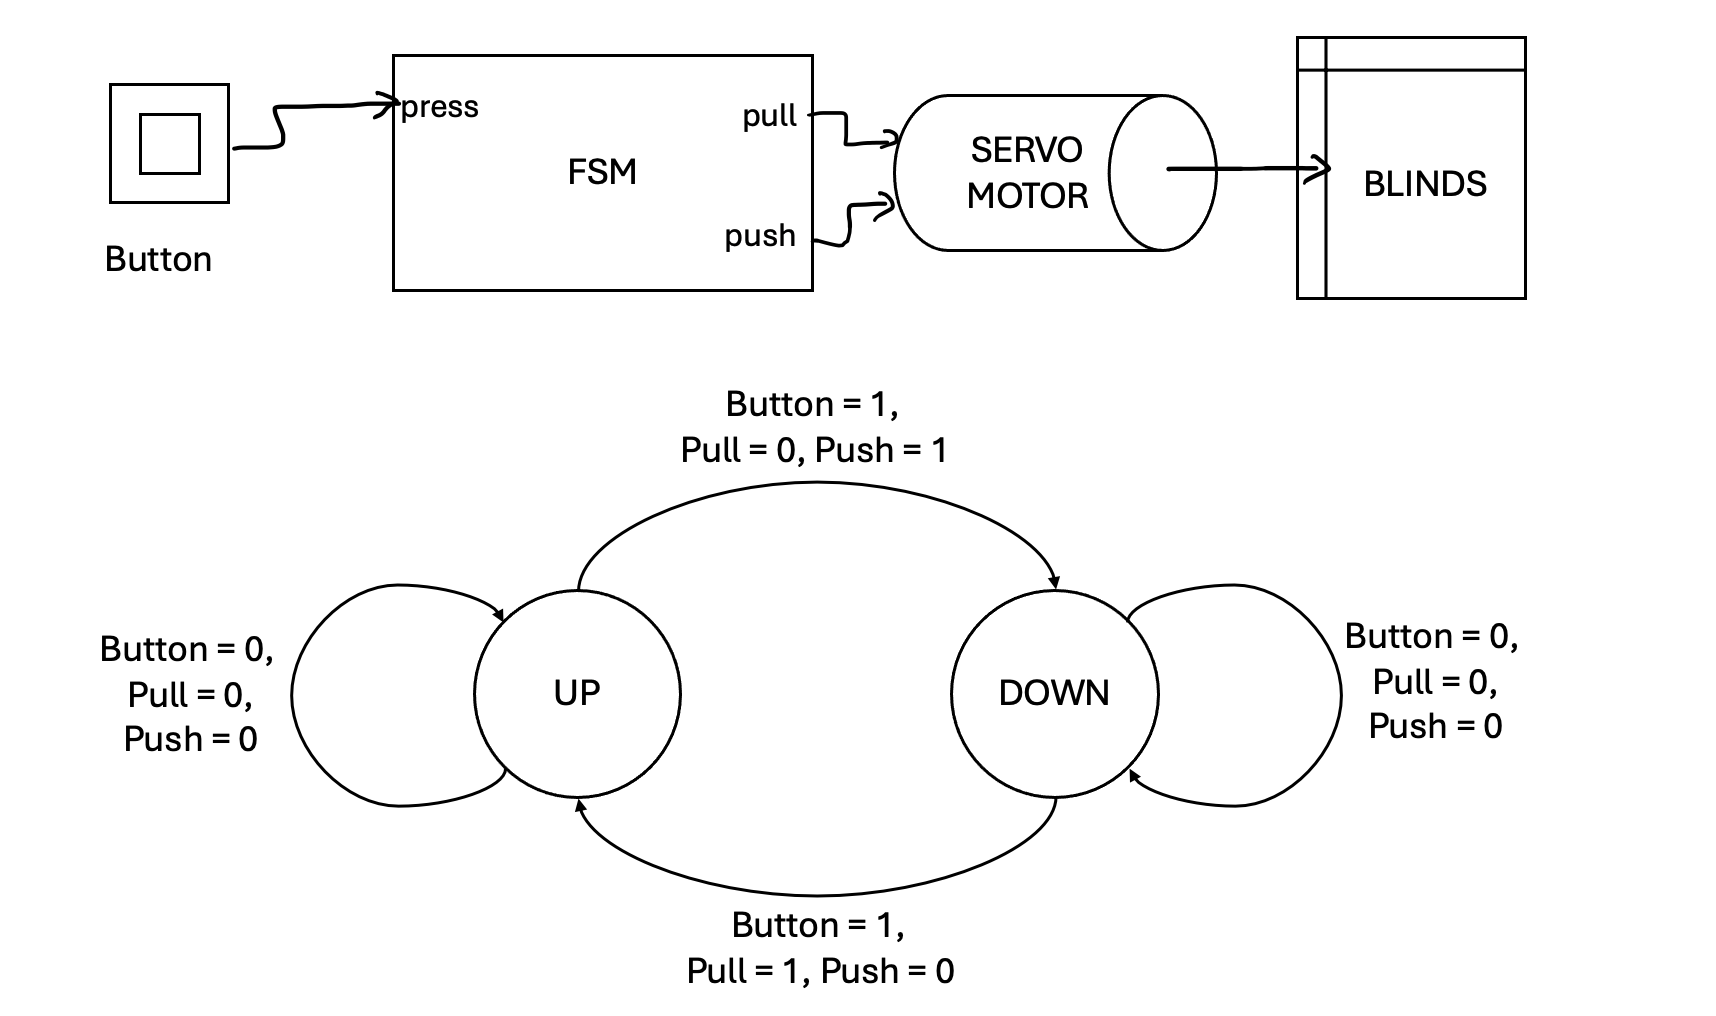 press
pull
FSM
push
Button
SERVO
MOTOR
BLINDS
Button = 1,
Pull = 0, Push = 1
Button = 0,
Pull = 0,
Push = 0
UP
DOWN
Button = 0,
Pull = 0,
Push = 0
Button = 1,
Pull = 1, Push = 0